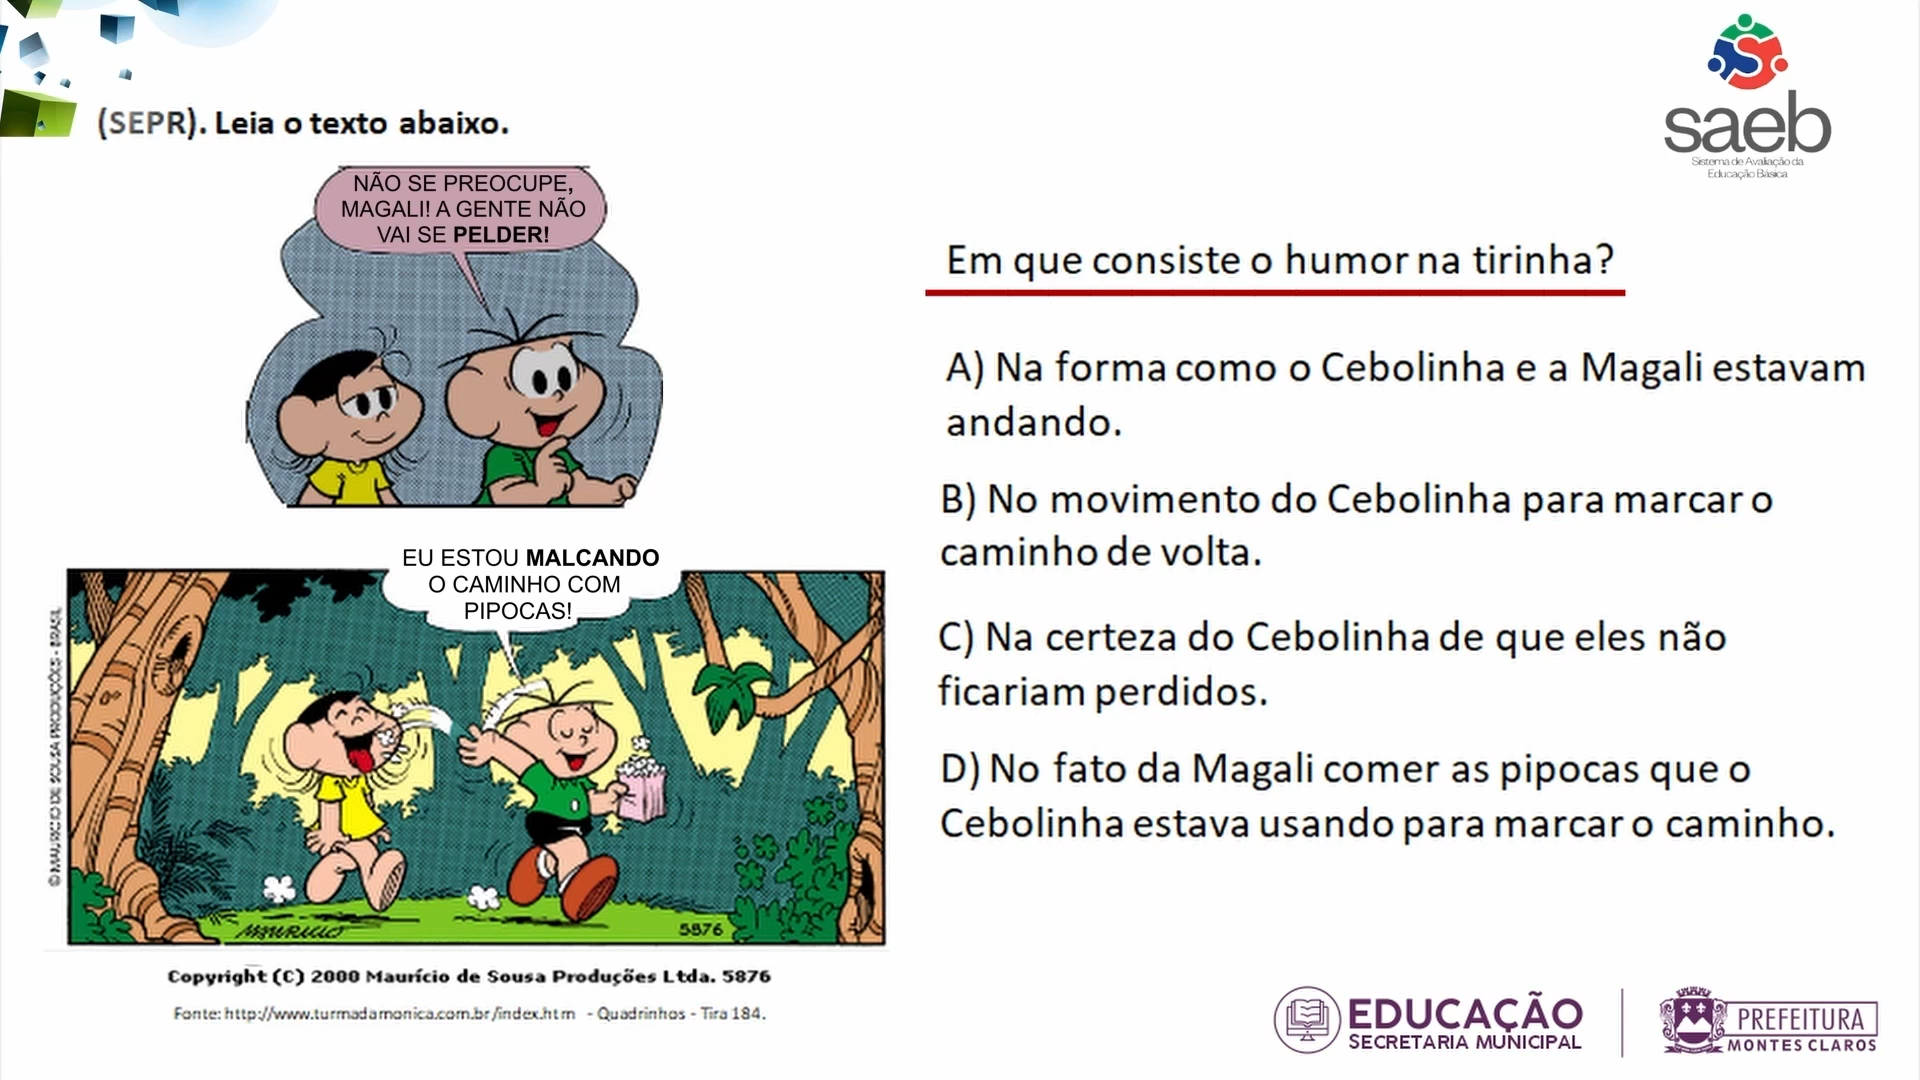 (SEPR). Leia o texto abaixo.
saeb
Sistema de Avaliação da
Educação Básica
NÃO SE PREOCUPE,
MAGALI! A GENTE NÃO
VAI SE PELDER!
EU ESTOU MALCANDO
O CAMINHO COM
PIPOCAS!
© MAURICIO DE SOUSA PRODUÇÕES - BRASIL
MAURICIO
5876
Copyright (C) 2000 Maurício de Sousa Produções Ltda. 5876
Fonte: http://www.turmadamonica.com.br/index.htm - Quadrinhos - Tira 184.
Em que consiste o humor na tirinha?
A) Na forma como o Cebolinha e a Magali estavam
andando.
B) No movimento do Cebolinha para marcar o
caminho de volta.
C) Na certeza do Cebolinha de que eles não
ficariam perdidos.
D) No fato da Magali comer as pipocas que o
Cebolinha estava usando para marcar o caminho.
EDUCAÇÃO
SECRETARIA MUNICIPAL
PREFEITURA
MONTES CLAROS